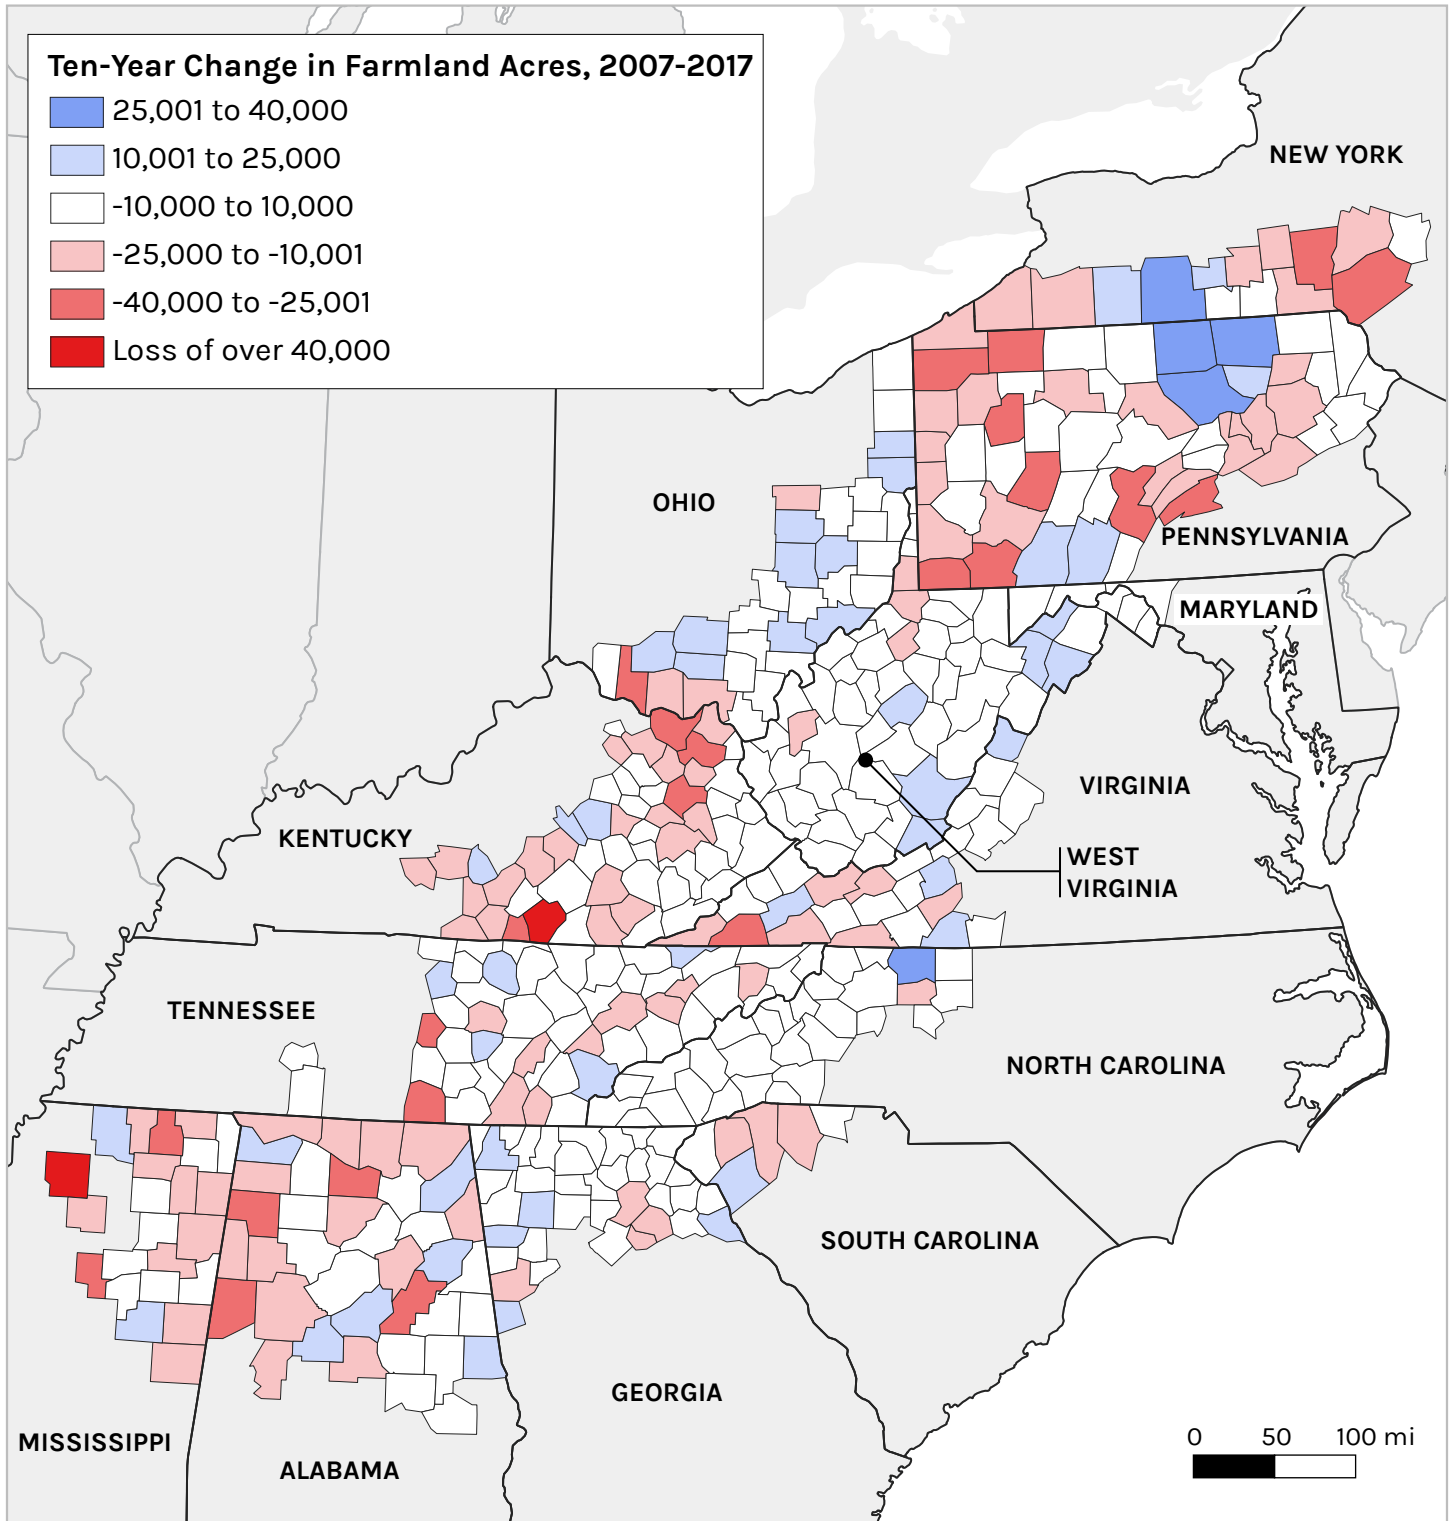 Ten-Year Change in Farmland Acres, 2007-2017
25,001 to 40,000
10,001 to 25,000
-10,000 to 10,000
-25,000 to -10,001
-40,000 to -25,001
Loss of over 40,000
NEW YORK
OHIO
PENNSYLVANIA
MARYLAND
VIRGINIA
KENTUCKY
WEST
VIRGINIA
TENNESSEE
NORTH CAROLINA
SOUTH CAROLINA
GEORGIA
MISSISSIPPI
ALABAMA
0 50 100 mi